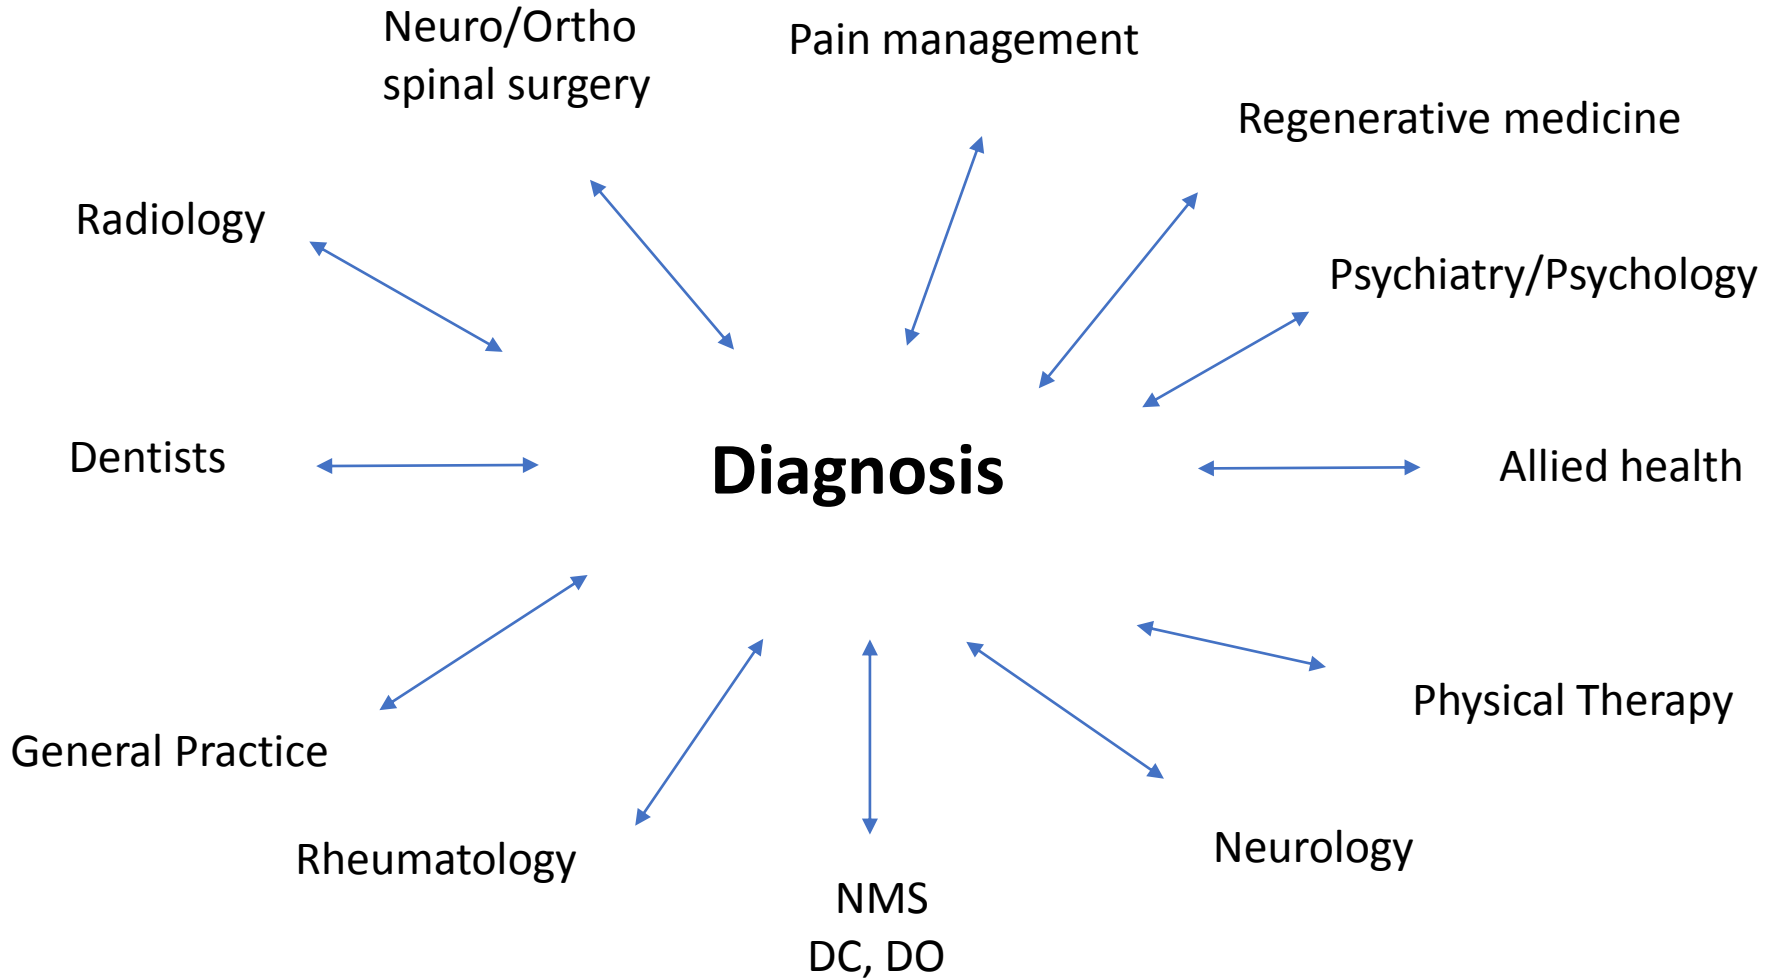 Neuro/Ortho
spinal surgery
Pain management
Regenerative medicine
Radiology
Psychiatry/Psychology
Dentists
Diagnosis
Allied health
General Practice
Physical Therapy
Rheumatology
Neurology
NMS
DC, DO